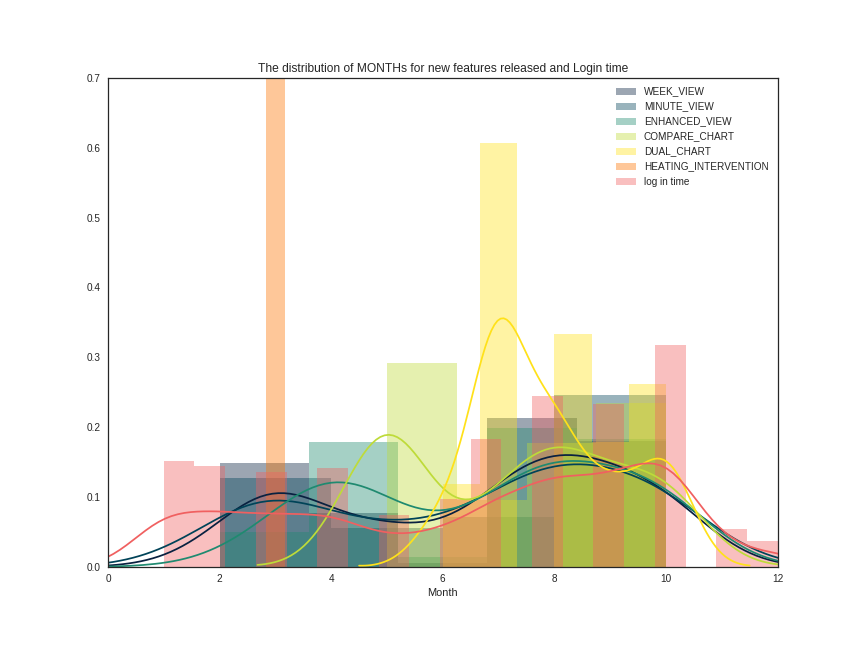 The distribution of MONTHs for new features released and Login time
0.7
0.6
0.5
0.4
0.3
0.2
0.1
0.0
WEEK_VIEW
MINUTE_VIEW
ENHANCED_VIEW
COMPARE_CHART
DUAL_CHART
HEATING_INTERVENTION
log in time
0 2 4 6 8 10 12
Month